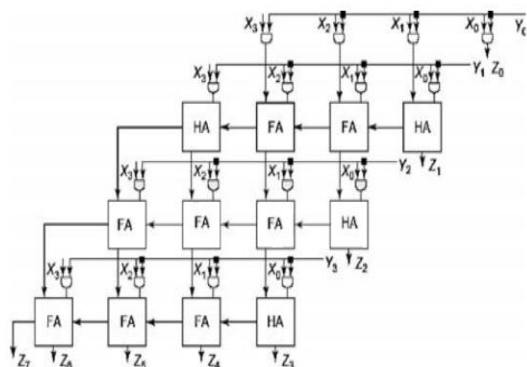 X3 X2 X1 X0 Y0
X3 X2 X1 X0 Y1 Z0
HA FA FA HA
X3 X2 X1 X0 Y2 Z1
FA FA FA HA
X3 X2 X1 X0 Y3 Z2
FA FA FA HA
Z7 Z6 Z5 Z4 Z3